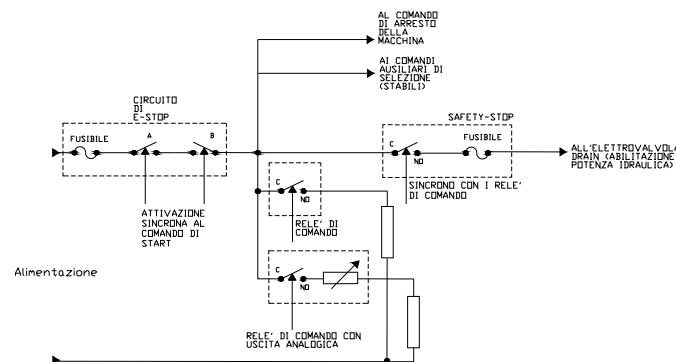 AL COMANDO
DI ARRESTO
DELLA
MACCHINA
AI COMANDI
AUSILIARI DI
SELEZIONE
(STABILI)
CIRCUITO
DI
E-STOP
SAFETY-STOP
FUSIBILE
A
B
C
NO
FUSIBILE
ALL'ELETTROVALVOLA
DRAIN (ABILITAZIONE
POTENZA IDRAULICA)
SINCRONO CON I RELE'
DI COMANDO
C
NO
ATTIVAZIONE
SINCRONA AL
COMANDO DI
START
RELE' DI
COMANDO
Alimentazione
C
NO
RELE' DI COMANDO CON
USCITA ANALOGICA